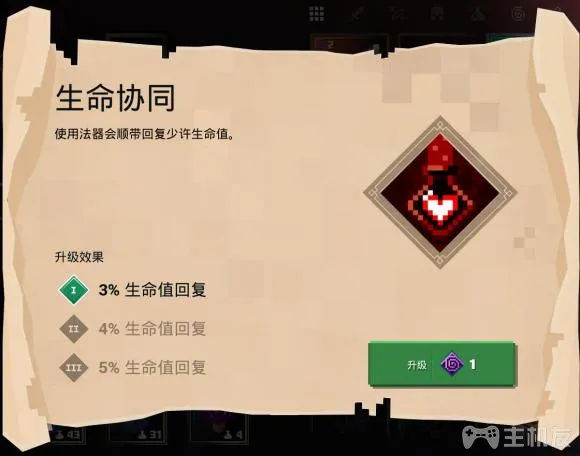 2
生命协同
使用法器会顺带回复少许生命值。
升级效果
I 3% 生命值回复
II 4% 生命值回复
III 5% 生命值回复
升级 1
43 31 4
主机友